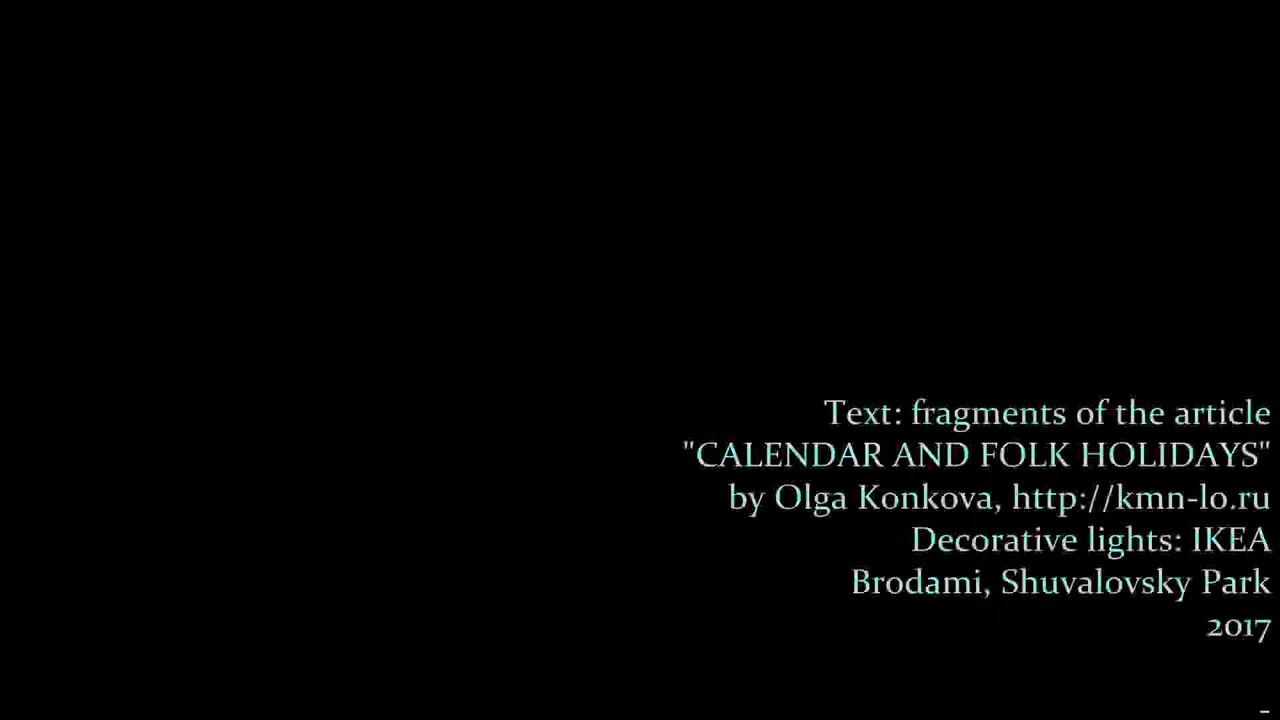 Text: fragments of the article
"CALENDAR AND FOLK HOLIDAYS"
by Olga Konkova, http://kmn-lo.ru
Decorative lights: IKEA
Brodami, Shuvalovsky Park
2017
-